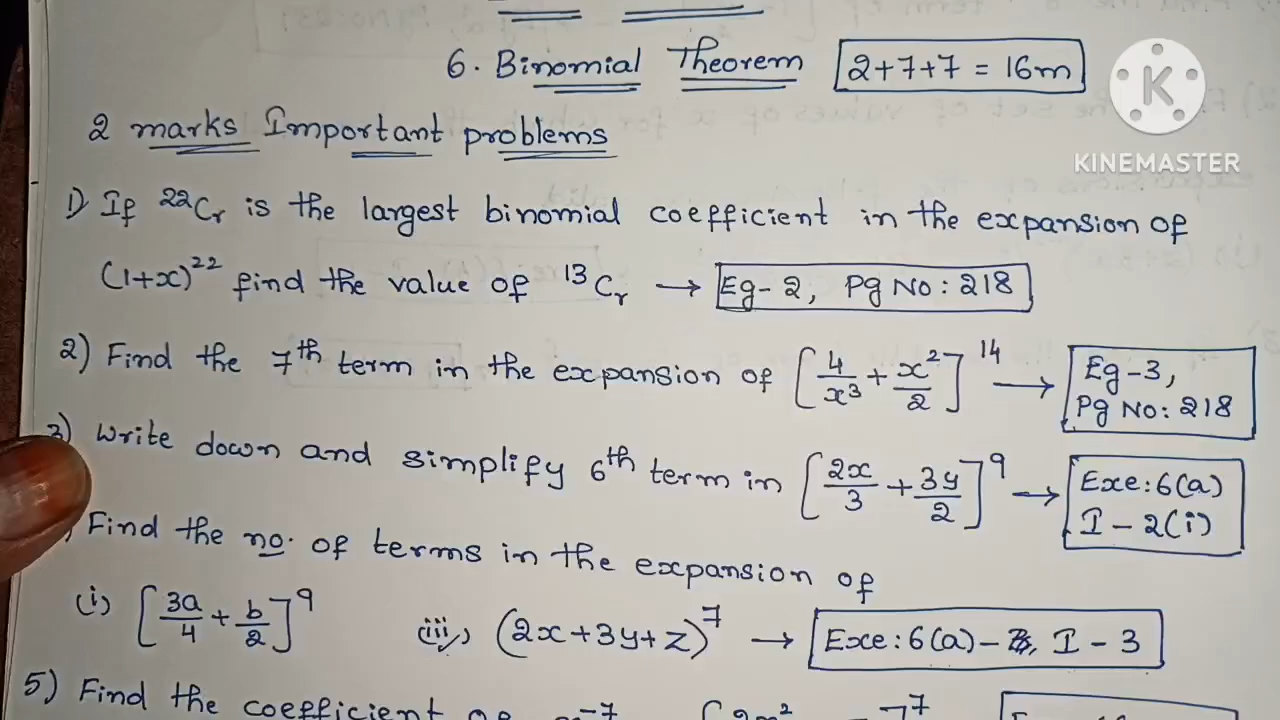 6. Binomial Theorem 2+7+7 = 16m
K
KINEMASTER
2 marks Important problems
1) If ²²Cᵣ is the largest binomial coefficient in the expansion of
(1+x)²² find the value of ¹³Cᵣ → Eg-2, Pg No: 218
2) Find the 7th term in the expansion of [4/x³ + x²/2]¹⁴ → Eg-3, Pg No: 218
3) Write down and simplify 6th term in [2x/3 + 3y/2]⁹ → Exe: 6(a) I-2(i)
Find the no. of terms in the expansion of
(i) [3a/4 + b/2]⁹ (iii) (2x+3y+z)⁷ → Exe: 6(a)- I-3
5) Find the coefficient of